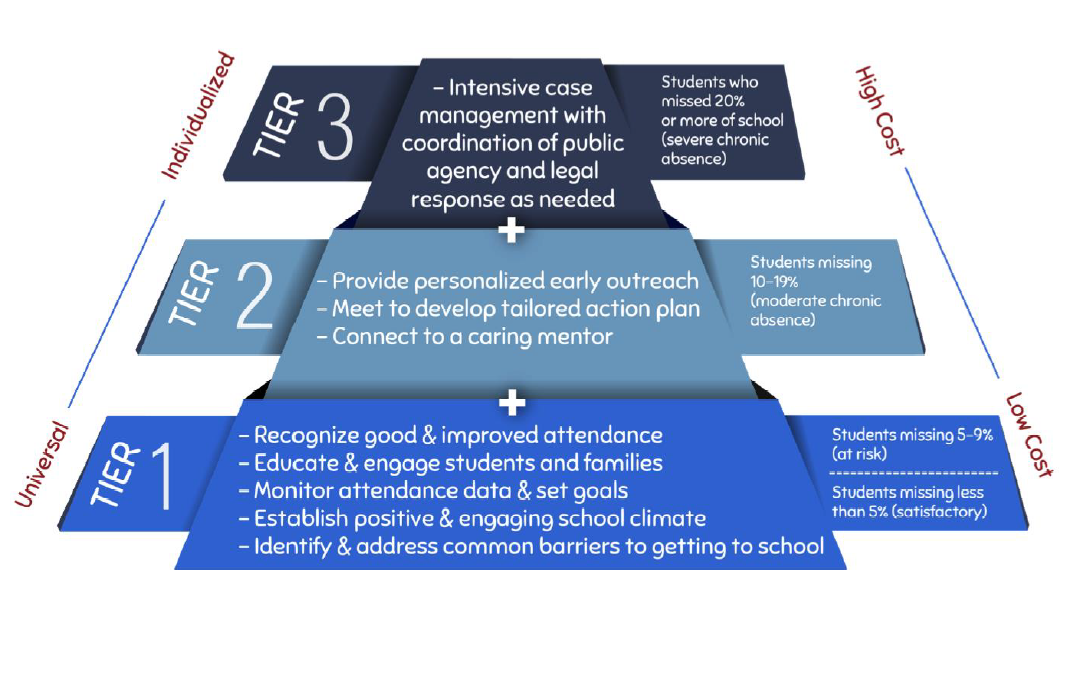 Individualized
High Cost
TIER 3
– Intensive case
management with
coordination of public
agency and legal
response as needed
Students who
missed 20%
or more of school
(severe chronic
absence)
+
TIER 2
– Provide personalized early outreach
– Meet to develop tailored action plan
– Connect to a caring mentor
Students missing
10–19%
(moderate chronic
absence)
+
Universal
Low Cost
TIER 1
– Recognize good & improved attendance
– Educate & engage students and families
– Monitor attendance data & set goals
– Establish positive & engaging school climate
– Identify & address common barriers to getting to school
Students missing 5–9%
(at risk)
Students missing less
than 5% (satisfactory)